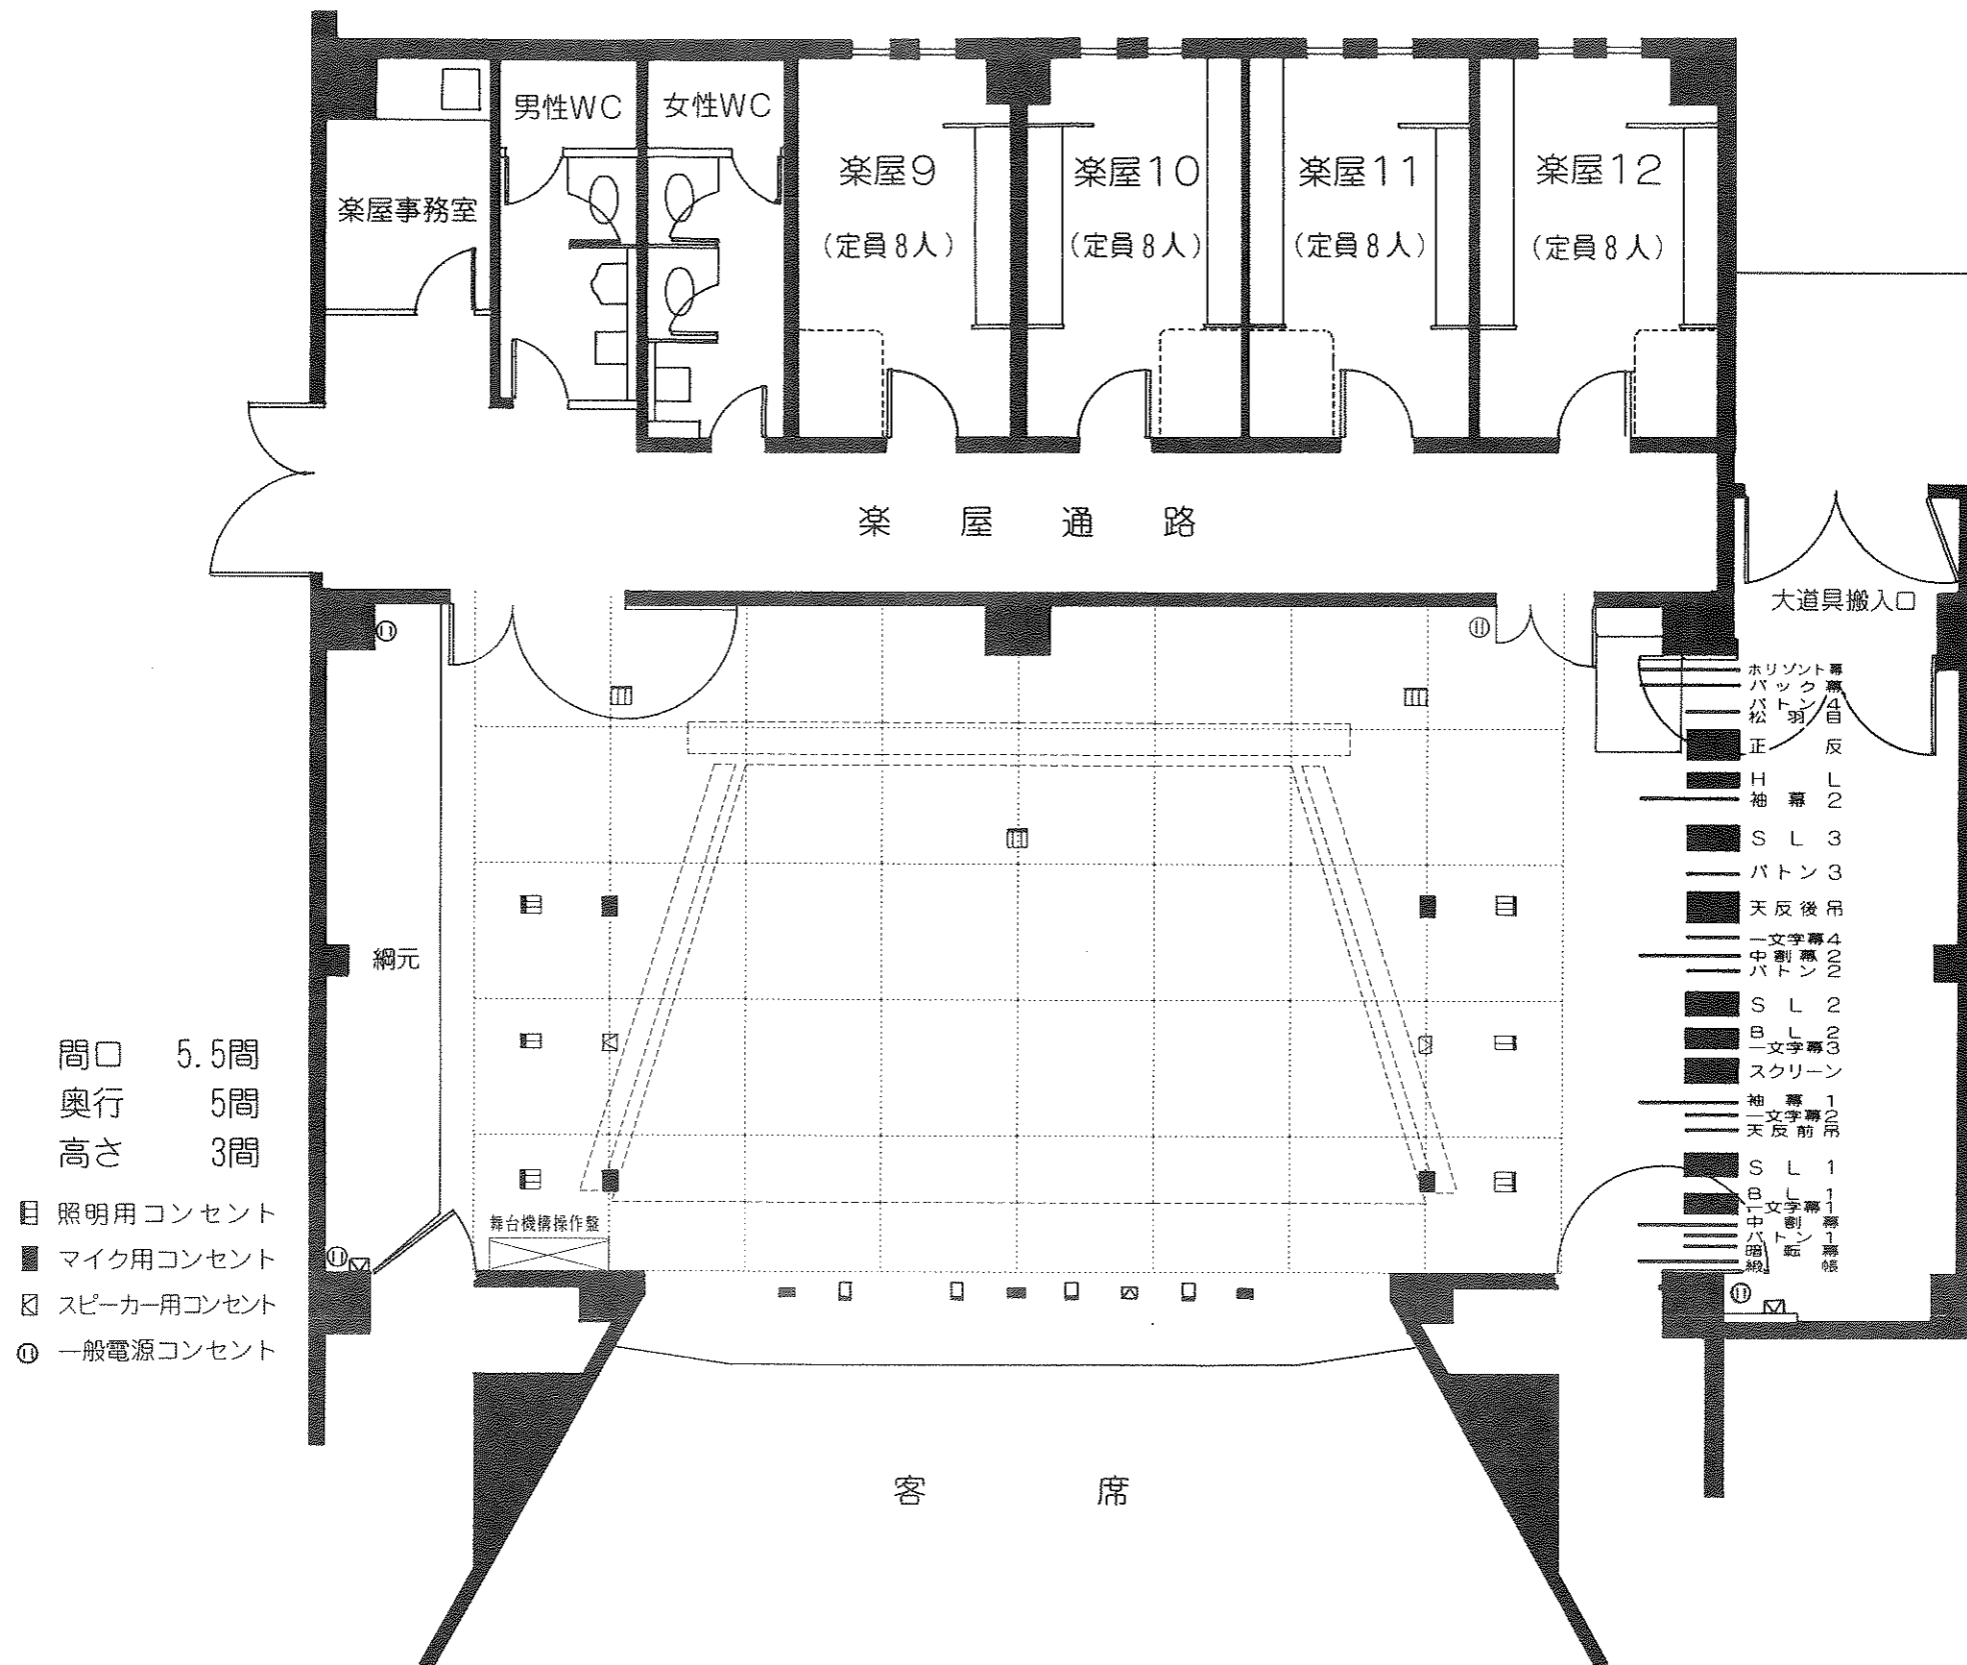 男性WC
女性WC
楽屋事務室
楽屋9
(定員8人)
楽屋10
(定員8人)
楽屋11
(定員8人)
楽屋12
(定員8人)
楽屋通路
大道具搬入口
ホリゾント幕
バック幕
バトン4
松羽目
正反
HL
袖幕2
SL3
バトン3
天反後吊
一文字幕4
中割幕2
バトン2
SL2
BL2
一文字幕3
スクリーン
袖幕1
一文字幕2
天反前吊
SL1
BL1
一文字幕1
中割幕
バトン1
暗転幕
緞帳
綱元
間口 5.5間
奥行 5間
高さ 3間
照明用コンセント
マイク用コンセント
スピーカー用コンセント
一般電源コンセント
舞台機構操作盤
客席